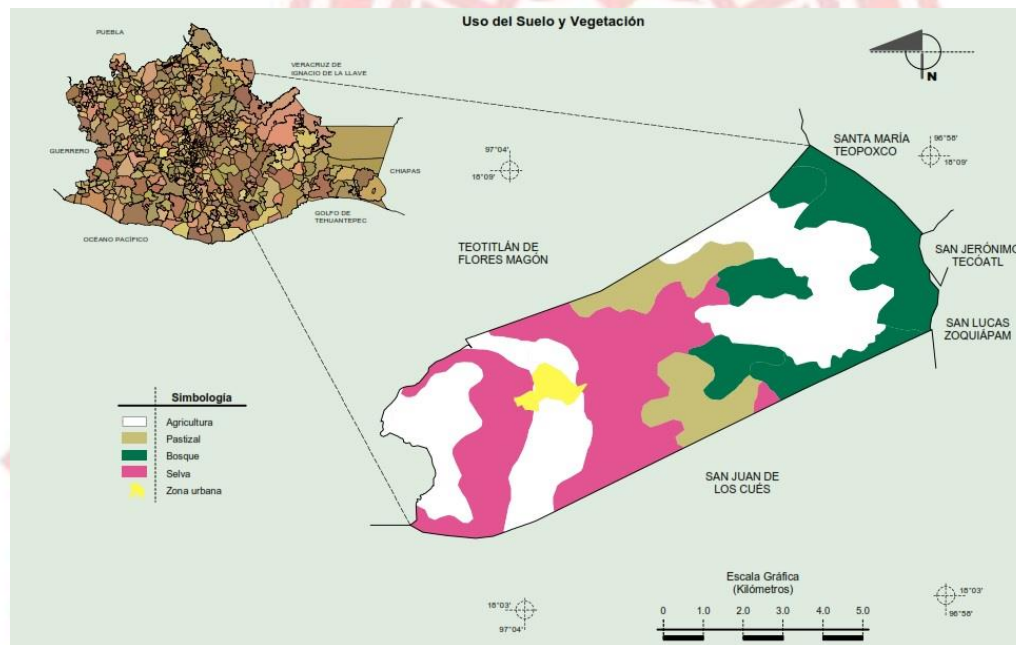 Uso del Suelo y Vegetación
PUEBLA
VERACRUZ DE
IGNACIO DE LA LLAVE
GUERRERO
CHIAPAS
GOLFO DE
TEHUANTEPEC
OCÉANO PACÍFICO
N
97°04'
18°09'
SANTA MARÍA
TEOPOXCO
96°58'
18°09'
TEOTITLÁN DE
FLORES MAGÓN
SAN JERÓNIMO
TECÓATL
SAN LUCAS
ZOQUIÁPAM
Simbología
Agricultura
Pastizal
Bosque
Selva
Zona urbana
SAN JUAN DE
LOS CUÉS
Escala Gráfica
(Kilómetros)
0 1.0 2.0 3.0 4.0 5.0
18°03'
97°04'
18°03'
96°58'